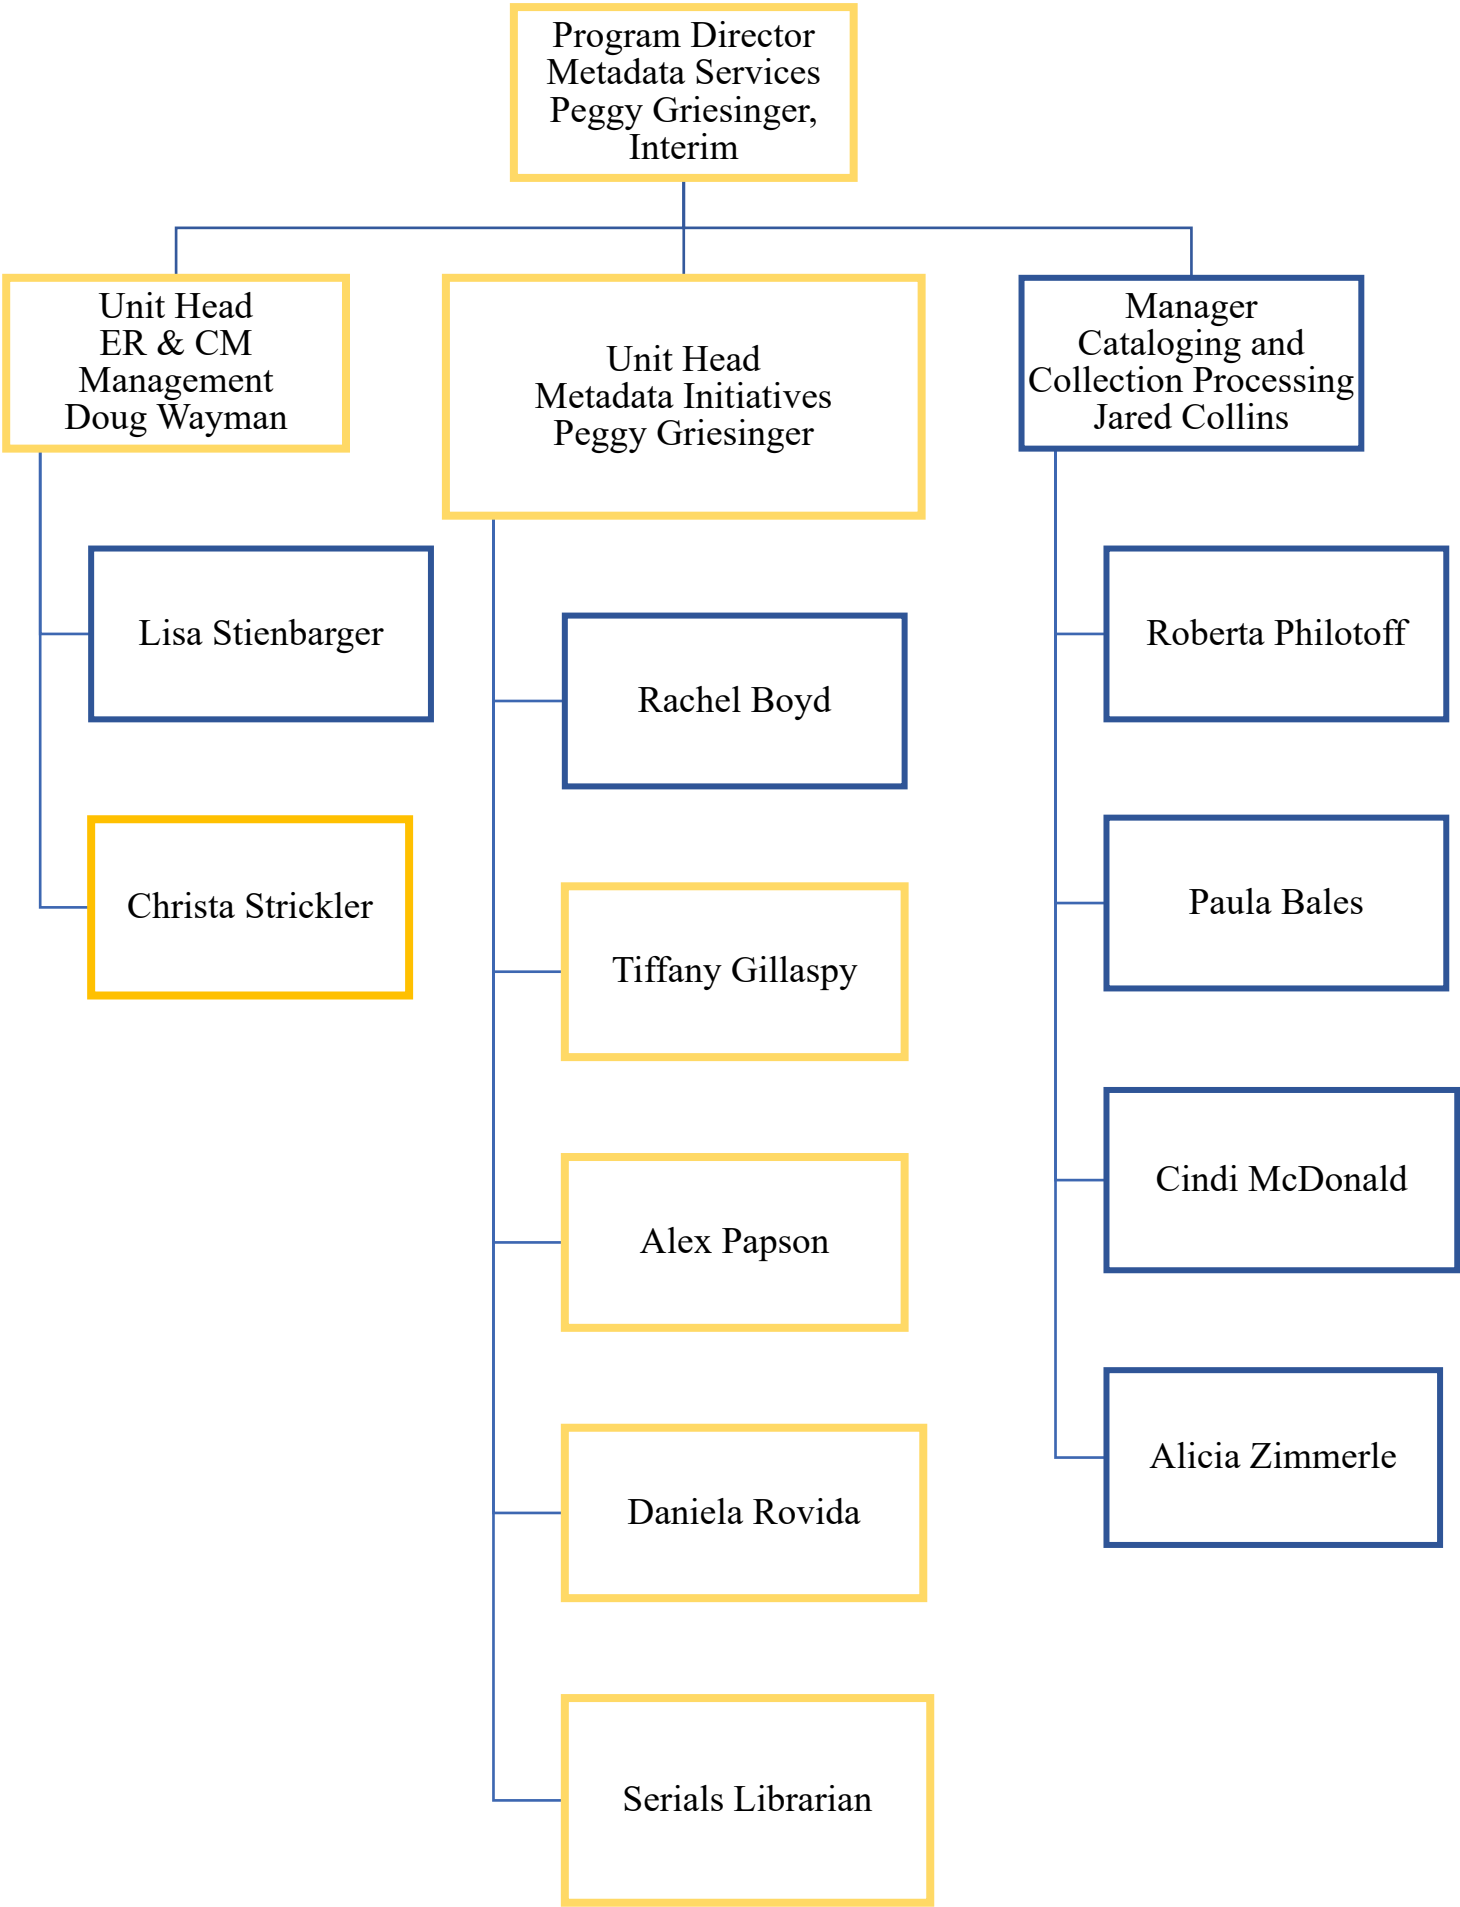 Program Director
Metadata Services
Peggy Griesinger,
Interim
Unit Head
ER & CM
Management
Doug Wayman
Lisa Stienbarger
Christa Strickler
Unit Head
Metadata Initiatives
Peggy Griesinger
Rachel Boyd
Tiffany Gillaspy
Alex Papson
Daniela Rovida
Serials Librarian
Manager
Cataloging and
Collection Processing
Jared Collins
Roberta Philotoff
Paula Bales
Cindi McDonald
Alicia Zimmerle